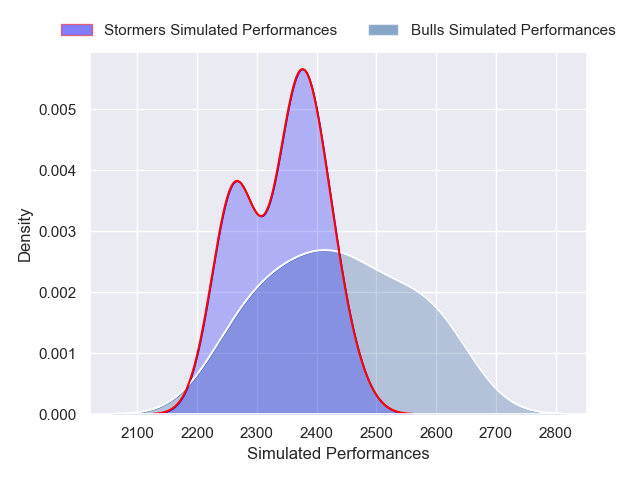 Stormers Simulated Performances Bulls Simulated Performances
0.005
0.004
0.003
0.002
0.001
0.000
Density
2100 2200 2300 2400 2500 2600 2700 2800
Simulated Performances